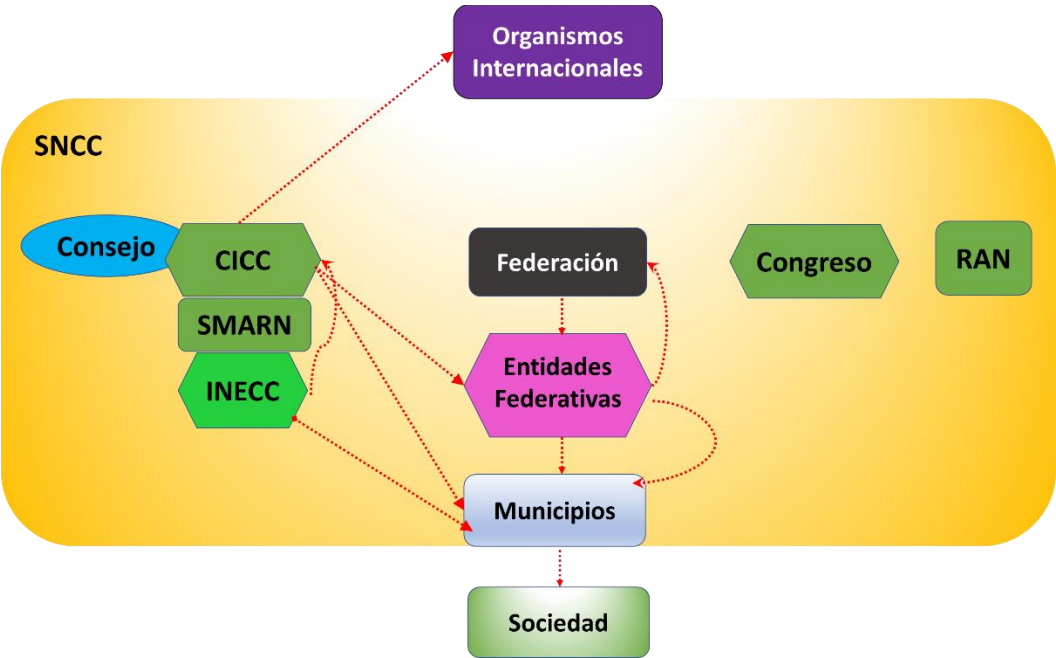 Organismos
Internacionales
SNCC
Consejo
CICC
Federación
Congreso
RAN
SMARN
INECC
Entidades
Federativas
Municipios
Sociedad